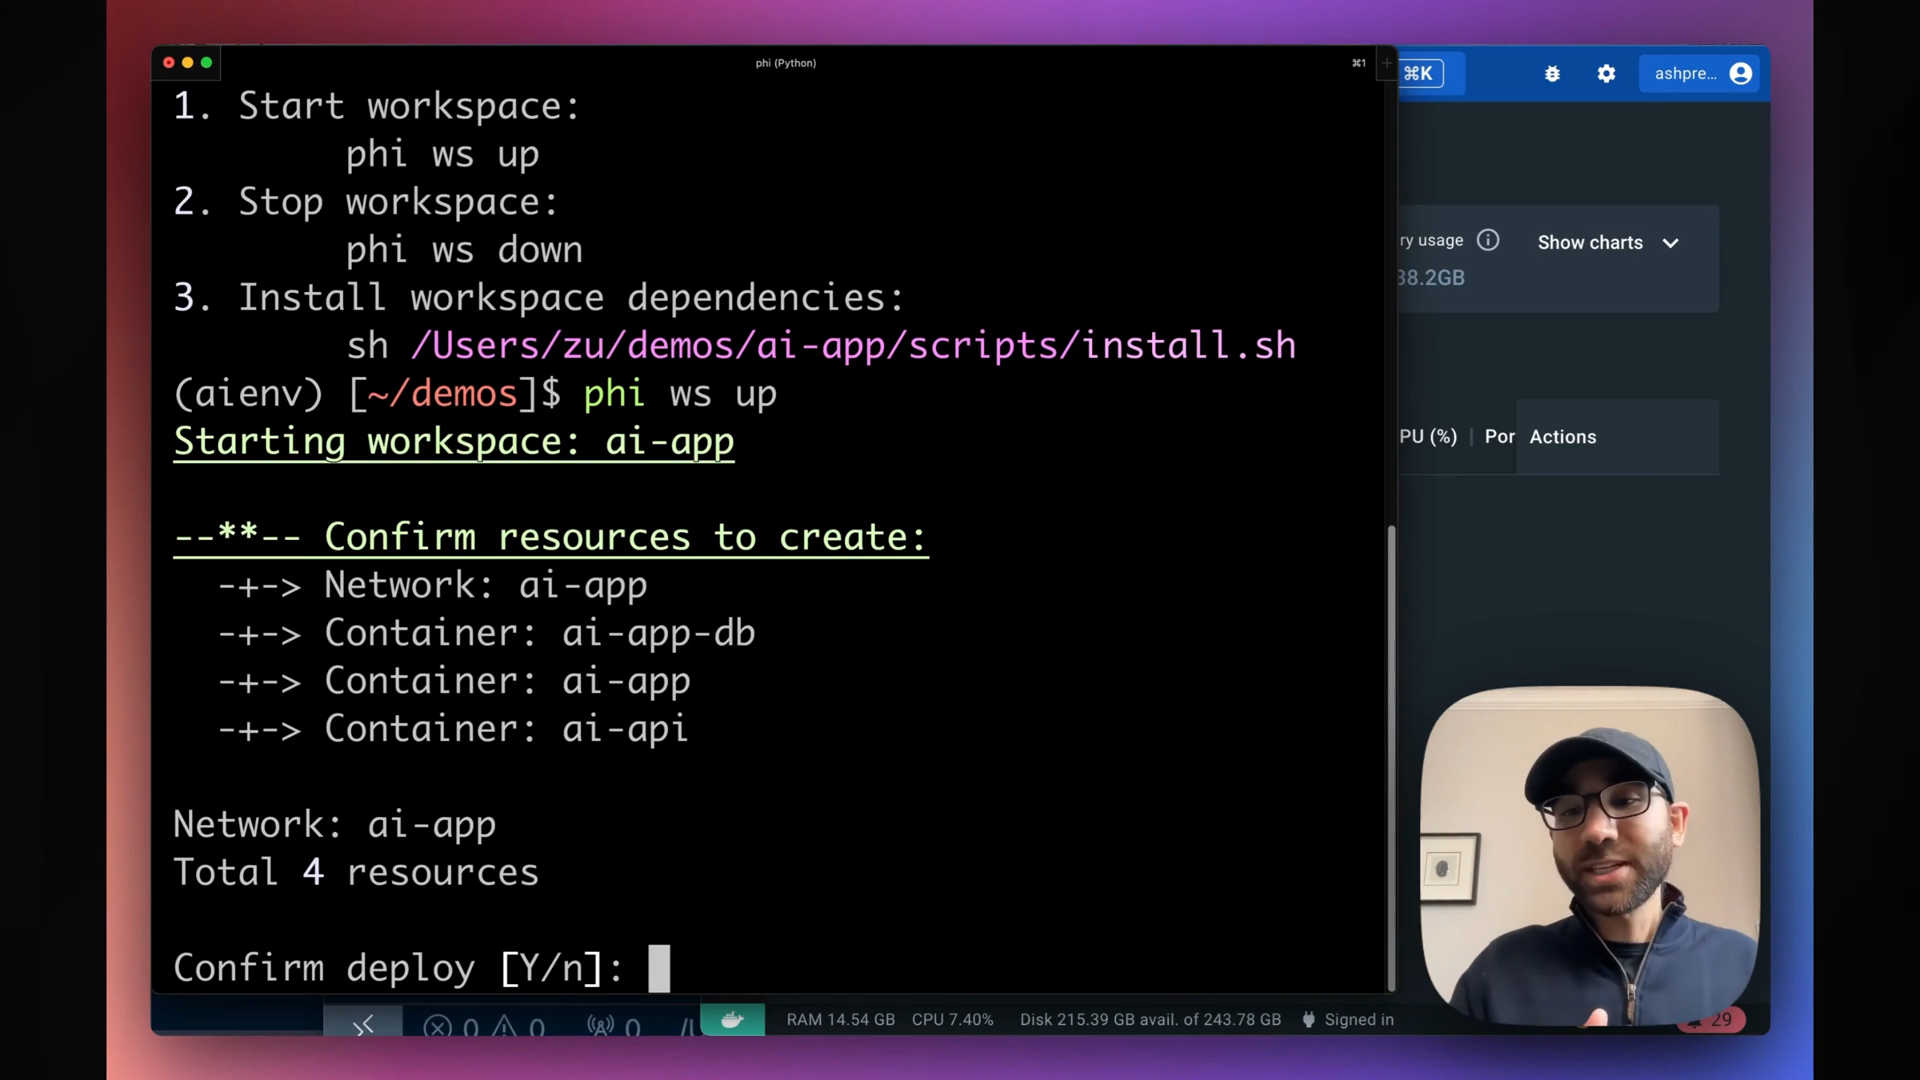 phi (Python)
⌘1
+
⌘K
ashpre...
1. Start workspace:
phi ws up
2. Stop workspace:
phi ws down
3. Install workspace dependencies:
sh /Users/zu/demos/ai-app/scripts/install.sh
(aienv) [~/demos]$ phi ws up
Starting workspace: ai-app
--**-- Confirm resources to create:
-+-> Network: ai-app
-+-> Container: ai-app-db
-+-> Container: ai-app
-+-> Container: ai-api
Network: ai-app
Total 4 resources
Confirm deploy [Y/n]:
ry usage
Show charts
38.2GB
PU (%)
Por
Actions
0
0
0
RAM 14.54 GB CPU 7.40% Disk 215.39 GB avail. of 243.78 GB Signed in
29